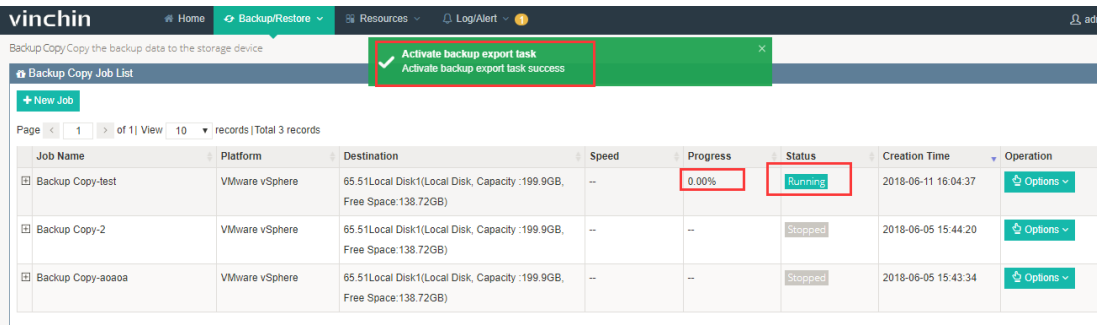 vinchin Home Backup/Restore Resources Log/Alert 1
Backup Copy Copy the backup data to the storage device
Activate backup export task
Activate backup export task success
Backup Copy Job List
New Job
Page 1 of 1| View 10 records |Total 3 records
Job Name Platform Destination Speed Progress Status Creation Time Operation
Backup Copy-test VMware vSphere 65.51Local Disk1(Local Disk, Capacity :199.9GB, -- 0.00% Running 2018-06-11 16:04:37 Options
Free Space:138.72GB)
Backup Copy-2 VMware vSphere 65.51Local Disk1(Local Disk, Capacity :199.9GB, -- -- Stopped 2018-06-05 15:44:20 Options
Free Space:138.72GB)
Backup Copy-aoaoa VMware vSphere 65.51Local Disk1(Local Disk, Capacity :199.9GB, -- -- Stopped 2018-06-05 15:43:34 Options
Free Space:138.72GB)